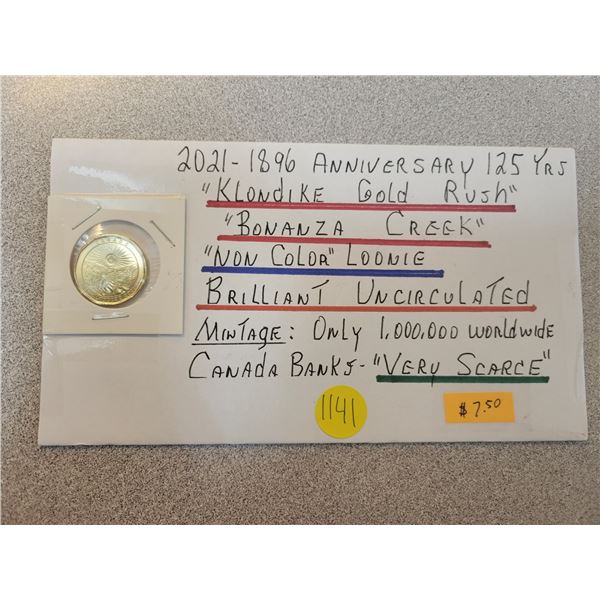 2021-1896 ANNIVERSARY 125 YRS
"KLONDIKE GOLD RUSH"
"BONANZA CREEK"
"NON COLOR" LOONIE
BRILLIANT UNCIRCULATED
MINTAGE: ONLY 1,000,000 WORLDWIDE
CANADA BANKS- "VERY SCARCE"
1141
$7.50